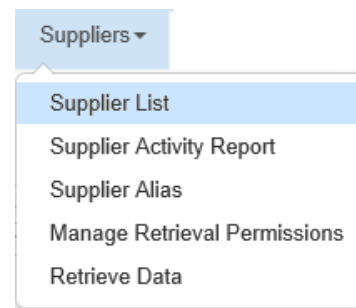 Suppliers
Supplier List
Supplier Activity Report
Supplier Alias
Manage Retrieval Permissions
Retrieve Data